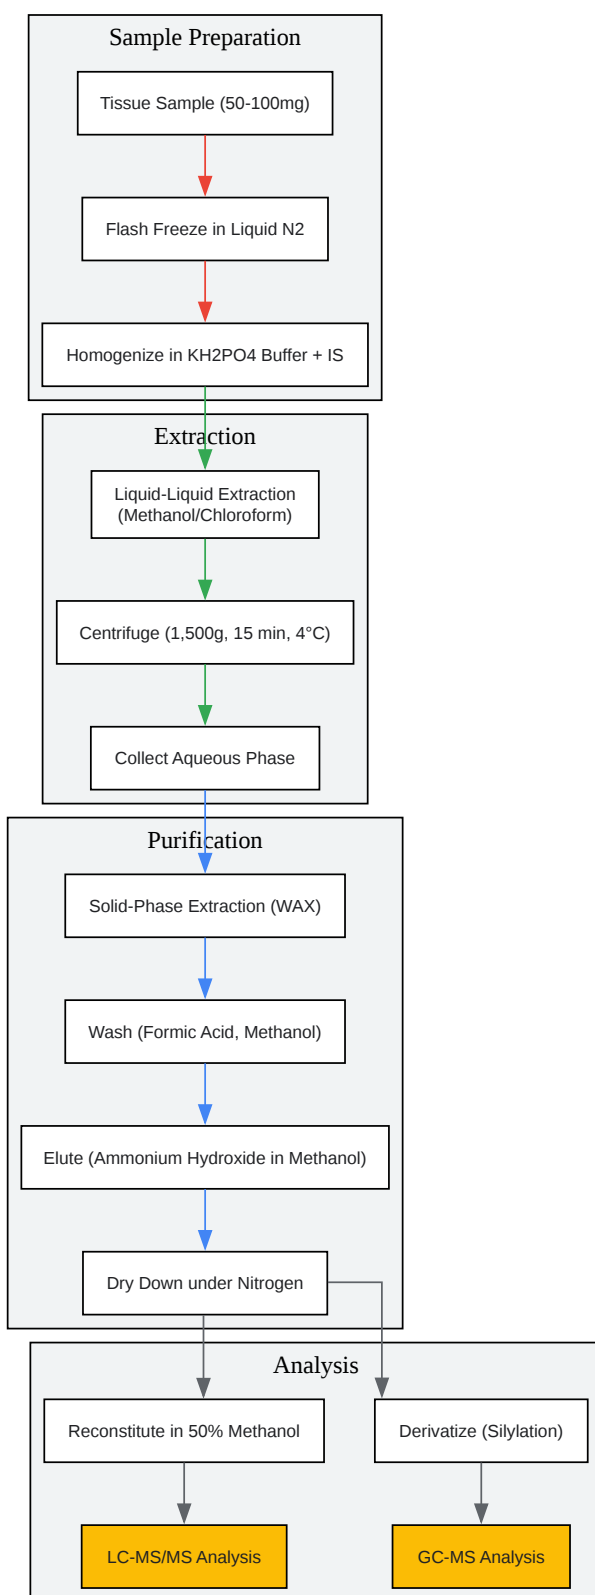 Sample Preparation
Tissue Sample (50-100mg)
Flash Freeze in Liquid N2
Homogenize in KH2PO4 Buffer + IS
Extraction
Liquid-Liquid Extraction
(Methanol/Chloroform)
Centrifuge (1,500g, 15 min, 4°C)
Collect Aqueous Phase
Purification
Solid-Phase Extraction (WAX)
Wash (Formic Acid, Methanol)
Elute (Ammonium Hydroxide in Methanol)
Dry Down under Nitrogen
Analysis
Reconstitute in 50% Methanol
Derivatize (Silylation)
LC-MS/MS Analysis
GC-MS Analysis